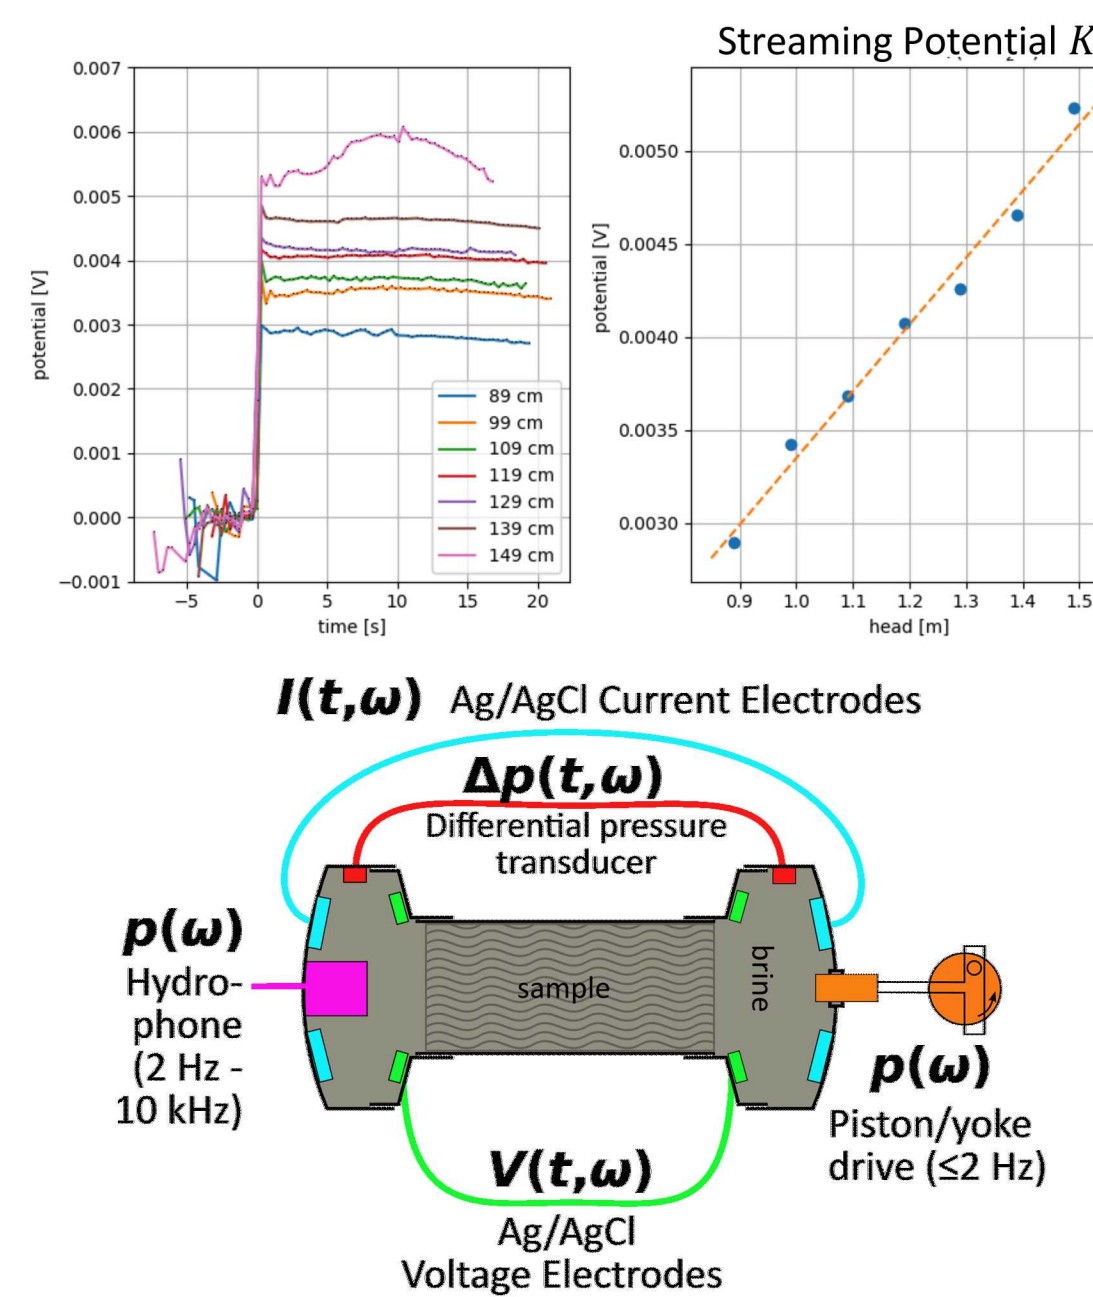 Streaming Potential K
0.007
0.006
0.005
0.004
0.003
0.002
0.001
0.000
−0.001
potential [V]
−5 0 5 10 15 20
time [s]
89 cm
99 cm
109 cm
119 cm
129 cm
139 cm
149 cm
0.0050
0.0045
0.0040
0.0035
0.0030
potential [V]
0.9 1.0 1.1 1.2 1.3 1.4 1.5
head [m]
I(t,ω) Ag/AgCl Current Electrodes
Δp(t,ω)
Differential pressure
transducer
p(ω)
Hydro-
phone
(2 Hz -
10 kHz)
sample
brine
p(ω)
Piston/yoke
drive (≤2 Hz)
V(t,ω)
Ag/AgCl
Voltage Electrodes